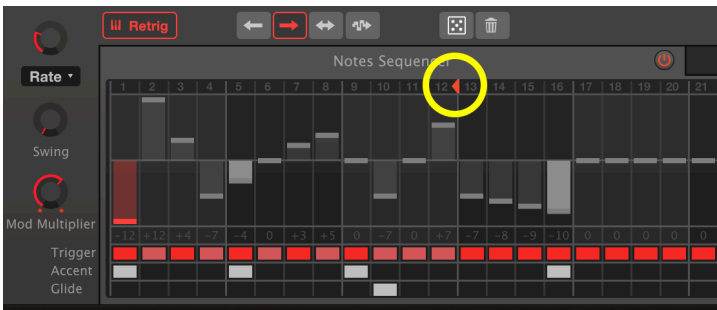 Retrig
Notes Sequencer
Rate
1 2 3 4 5 6 7 8 9 10 11 12 13 14 15 16 17 18 19 20 21
Swing
Mod Multiplier
-12 +12 +4 -7 -4 0 +3 +5 0 -7 0 +7 -7 -8 -9 -10 0 0 0 0 0
Trigger
Accent
Glide